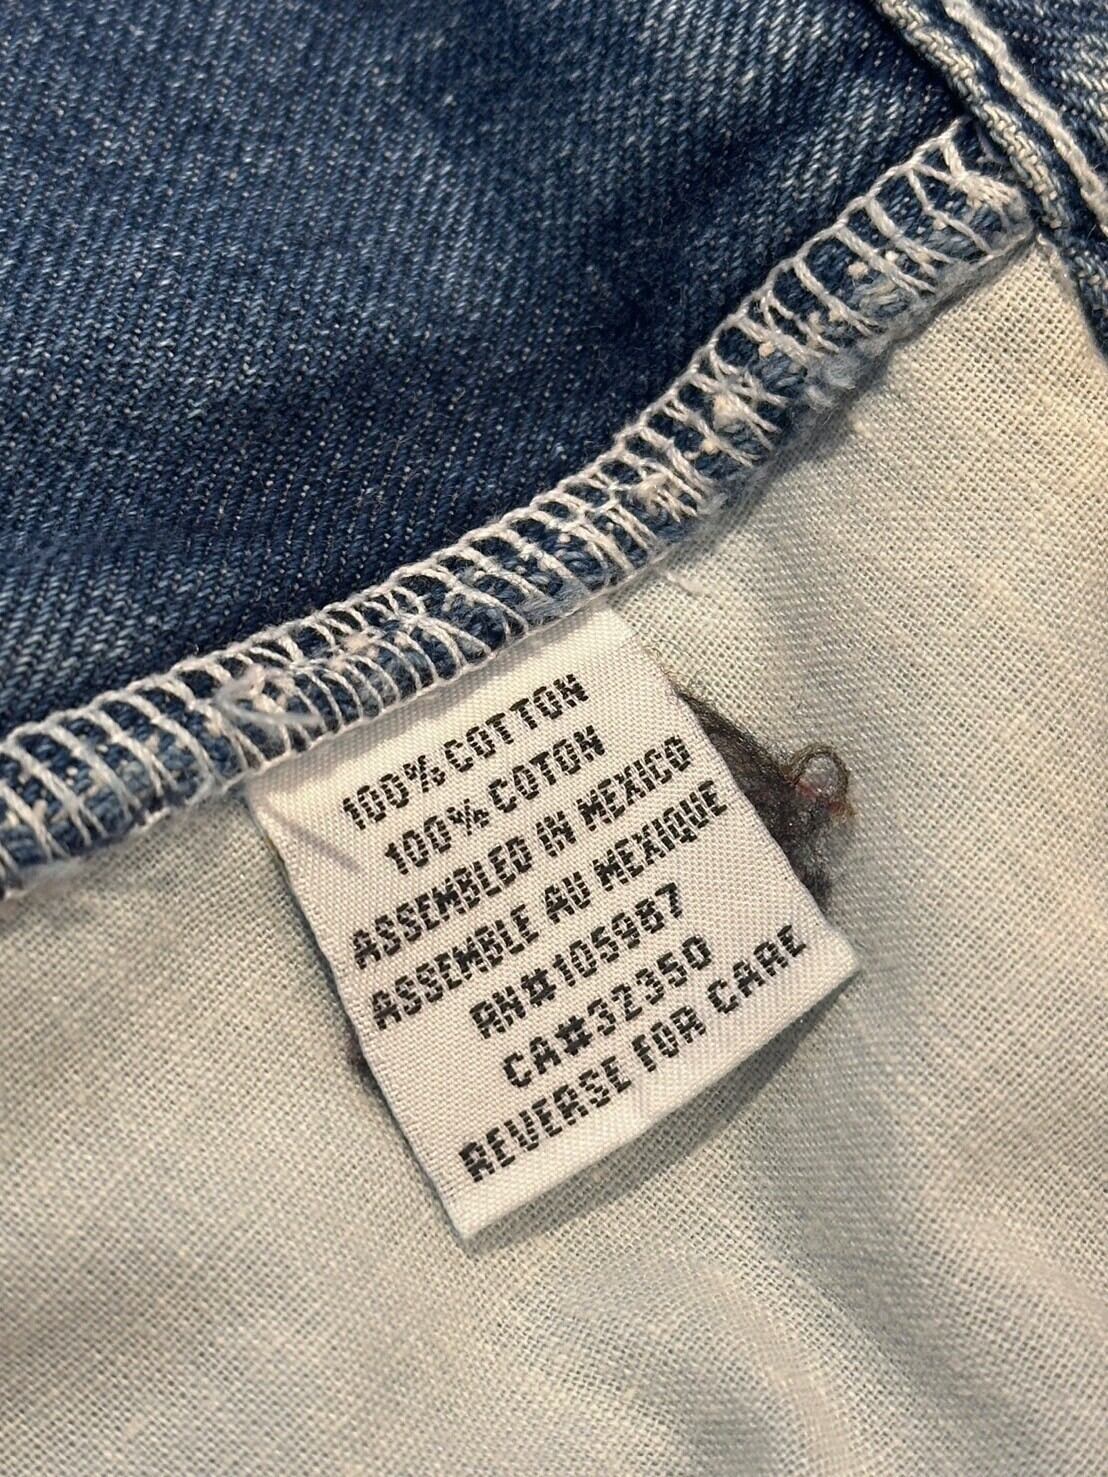 100% COTTON
100% COTON
ASSEMBLED IN MEXICO
ASSEMBLE AU MEXIQUE
RN#105987
CA#32350
REVERSE FOR CARE